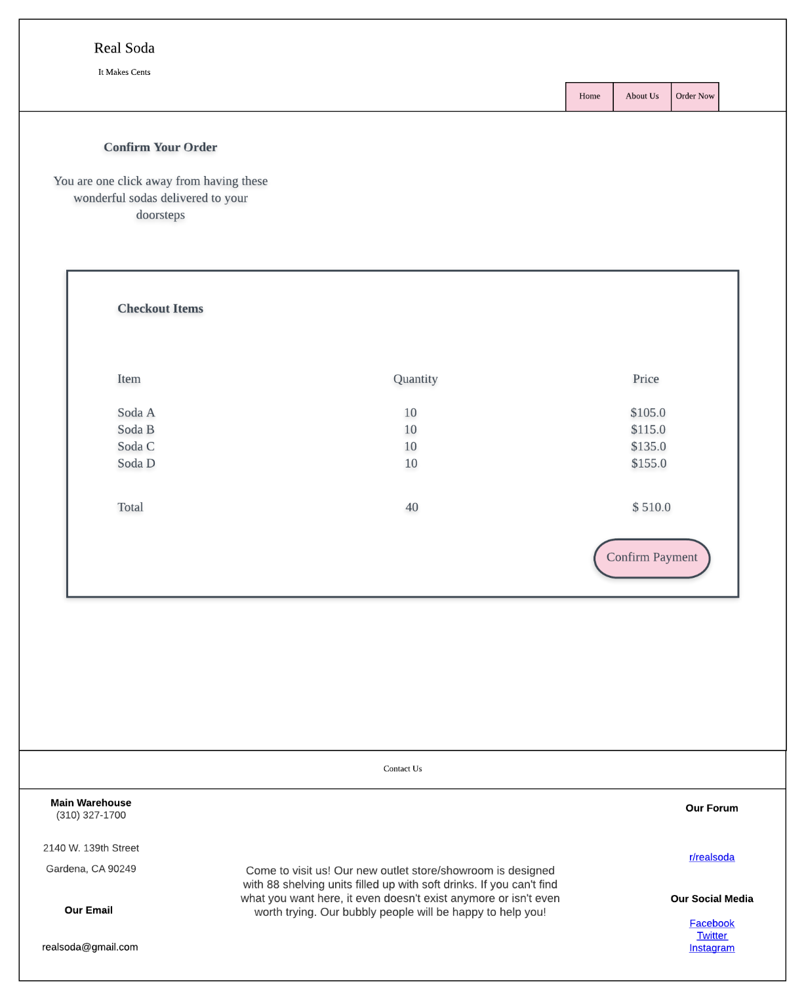 Real Soda
It Makes Cents
Home
About Us
Order Now
Confirm Your Order
You are one click away from having these
wonderful sodas delivered to your
doorsteps
Checkout Items
Item Quantity Price
Soda A 10 $105.0
Soda B 10 $115.0
Soda C 10 $135.0
Soda D 10 $155.0
Total 40 $ 510.0
Confirm Payment
Contact Us
Main Warehouse
(310) 327-1700
2140 W. 139th Street
Gardena, CA 90249
Our Email
realsoda@gmail.com
Come to visit us! Our new outlet store/showroom is designed
with 88 shelving units filled up with soft drinks. If you can't find
what you want here, it even doesn't exist anymore or isn't even
worth trying. Our bubbly people will be happy to help you!
Our Forum
r/realsoda
Our Social Media
Facebook
Twitter
Instagram